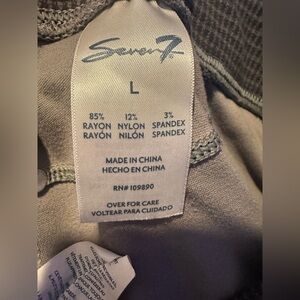 Seven7
L
85% 12% 3%
RAYON NYLON SPANDEX
RAYÓN NILÓN SPANDEX
MADE IN CHINA
HECHO EN CHINA
RN# 109890
OVER FOR CARE
VOLTEAR PARA CUIDADO